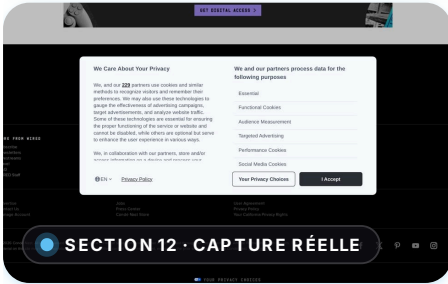 GET DIGITAL ACCESS >
We Care About Your Privacy
We, and our 229 partners use cookies and similar
methods to recognize visitors and remember their
preferences. We may also use these technologies to
gauge the effectiveness of advertising campaigns,
target advertisements, and analyze website traffic.
Some of these technologies are essential for ensuring
the proper functioning of the service or website and
cannot be disabled, while others are optional but serve
to enhance the user experience in various ways.
We, in collaboration with our partners, store and/or
We and our partners process data for the
following purposes
Essential
Functional Cookies
Audience Measurement
Targeted Advertising
Performance Cookies
Social Media Cookies
EN
Privacy Policy
Your Privacy Choices
I Accept
SECTION 12 · CAPTURE RÉELLE
YOUR PRIVACY CHOICES